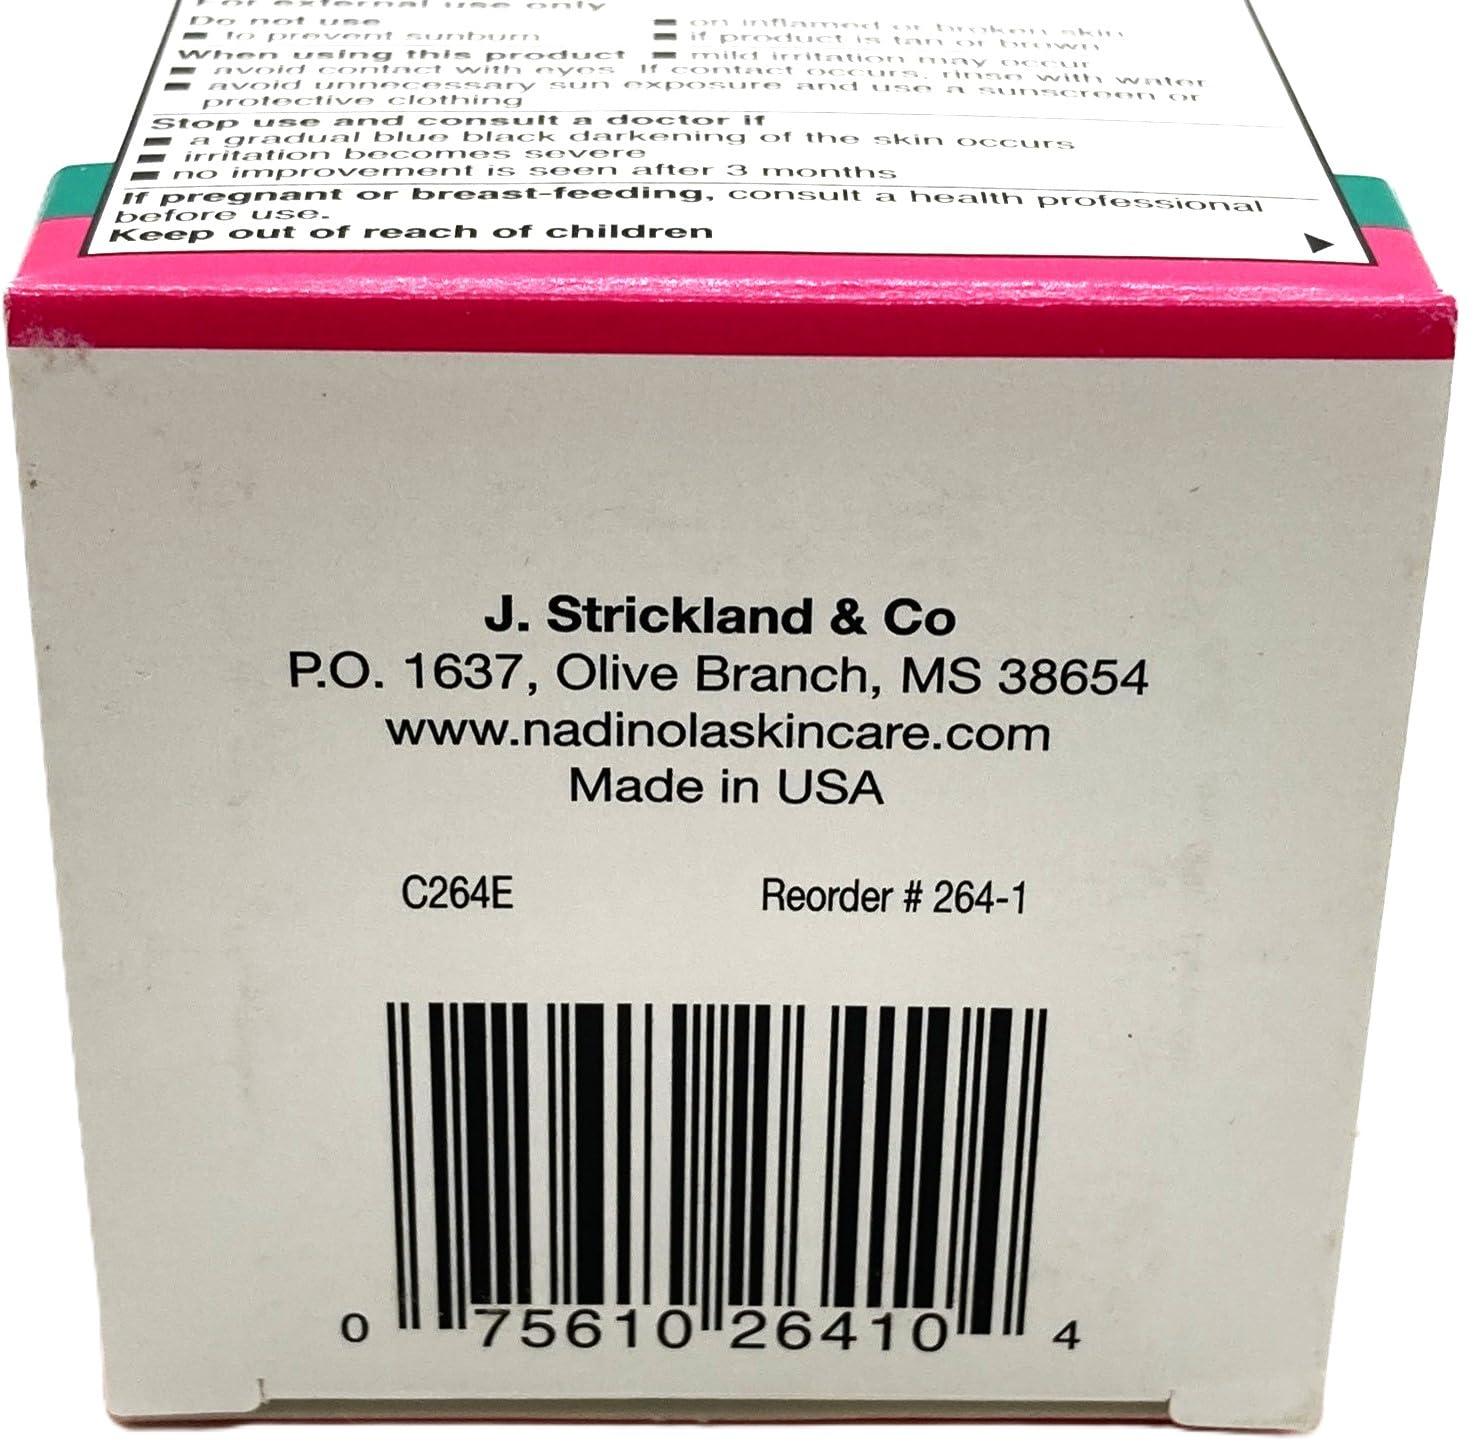 For external use only
Do not use
■ to prevent sunburn
■ on inflamed or broken skin
■ if product is tan or brown
When using this product ■ mild irritation may occur
■ avoid contact with eyes. If contact occurs, rinse with water
■ avoid unnecessary sun exposure and use a sunscreen or
protective clothing
Stop use and consult a doctor if
■ a gradual blue black darkening of the skin occurs
■ irritation becomes severe
■ no improvement is seen after 3 months
If pregnant or breast-feeding, consult a health professional
before use.
Keep out of reach of children
J. Strickland & Co
P.O. 1637, Olive Branch, MS 38654
www.nadinolaskincare.com
Made in USA
C264E Reorder # 264-1
0 75610 26410 4